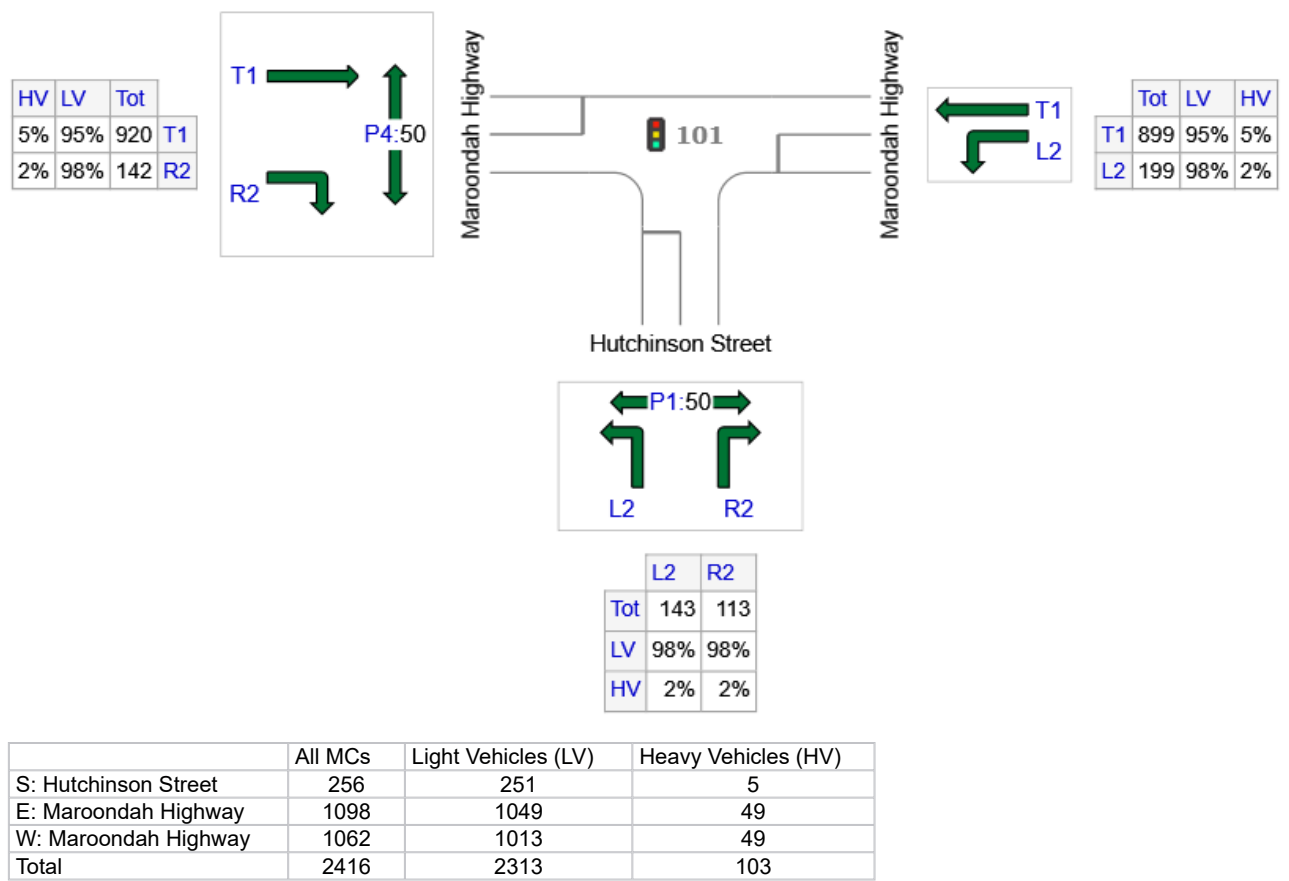 HV LV Tot
5% 95% 920 T1
2% 98% 142 R2
T1
P4:50
R2
Maroondah Highway
101
Maroondah Highway
T1
L2
Tot LV HV
T1 899 95% 5%
L2 199 98% 2%
Hutchinson Street
P1:50
L2 R2
L2 R2
Tot 143 113
LV 98% 98%
HV 2% 2%
All MCs Light Vehicles (LV) Heavy Vehicles (HV)
S: Hutchinson Street 256 251 5
E: Maroondah Highway 1098 1049 49
W: Maroondah Highway 1062 1013 49
Total 2416 2313 103